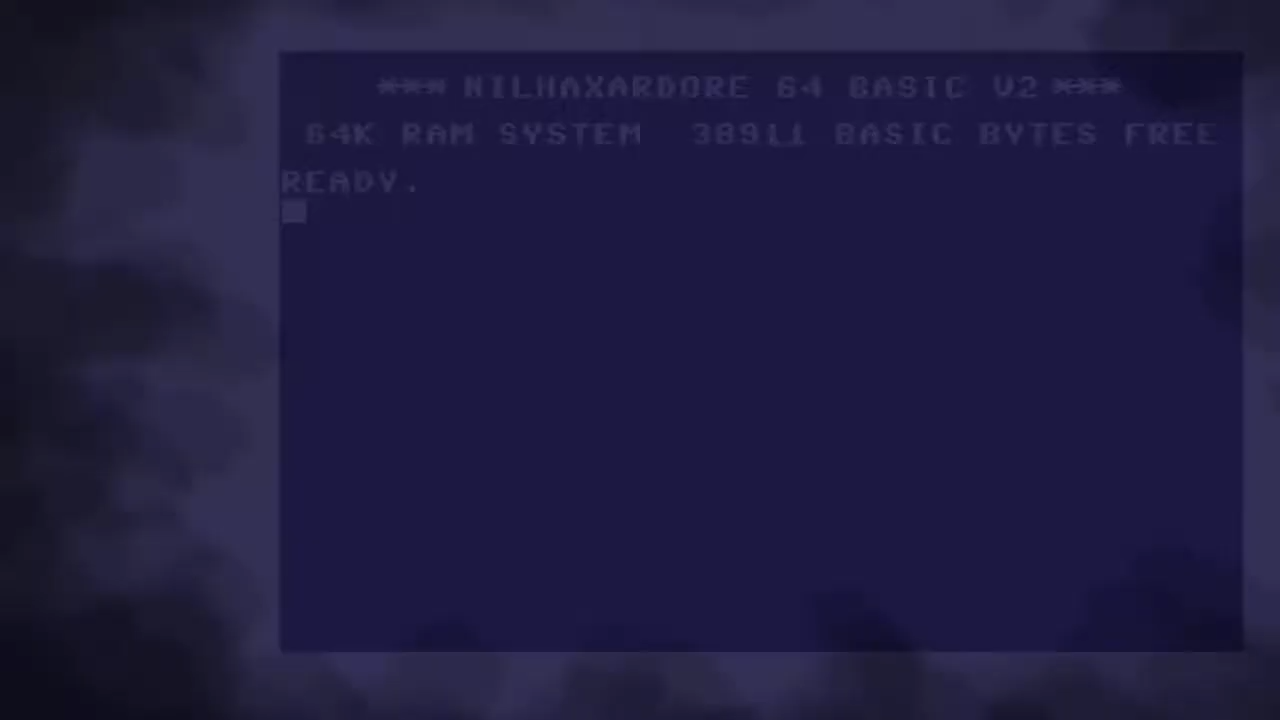 *** NILHAXARDORE 64 BASIC V2 ***
64K RAM SYSTEM 38911 BASIC BYTES FREE
READY.